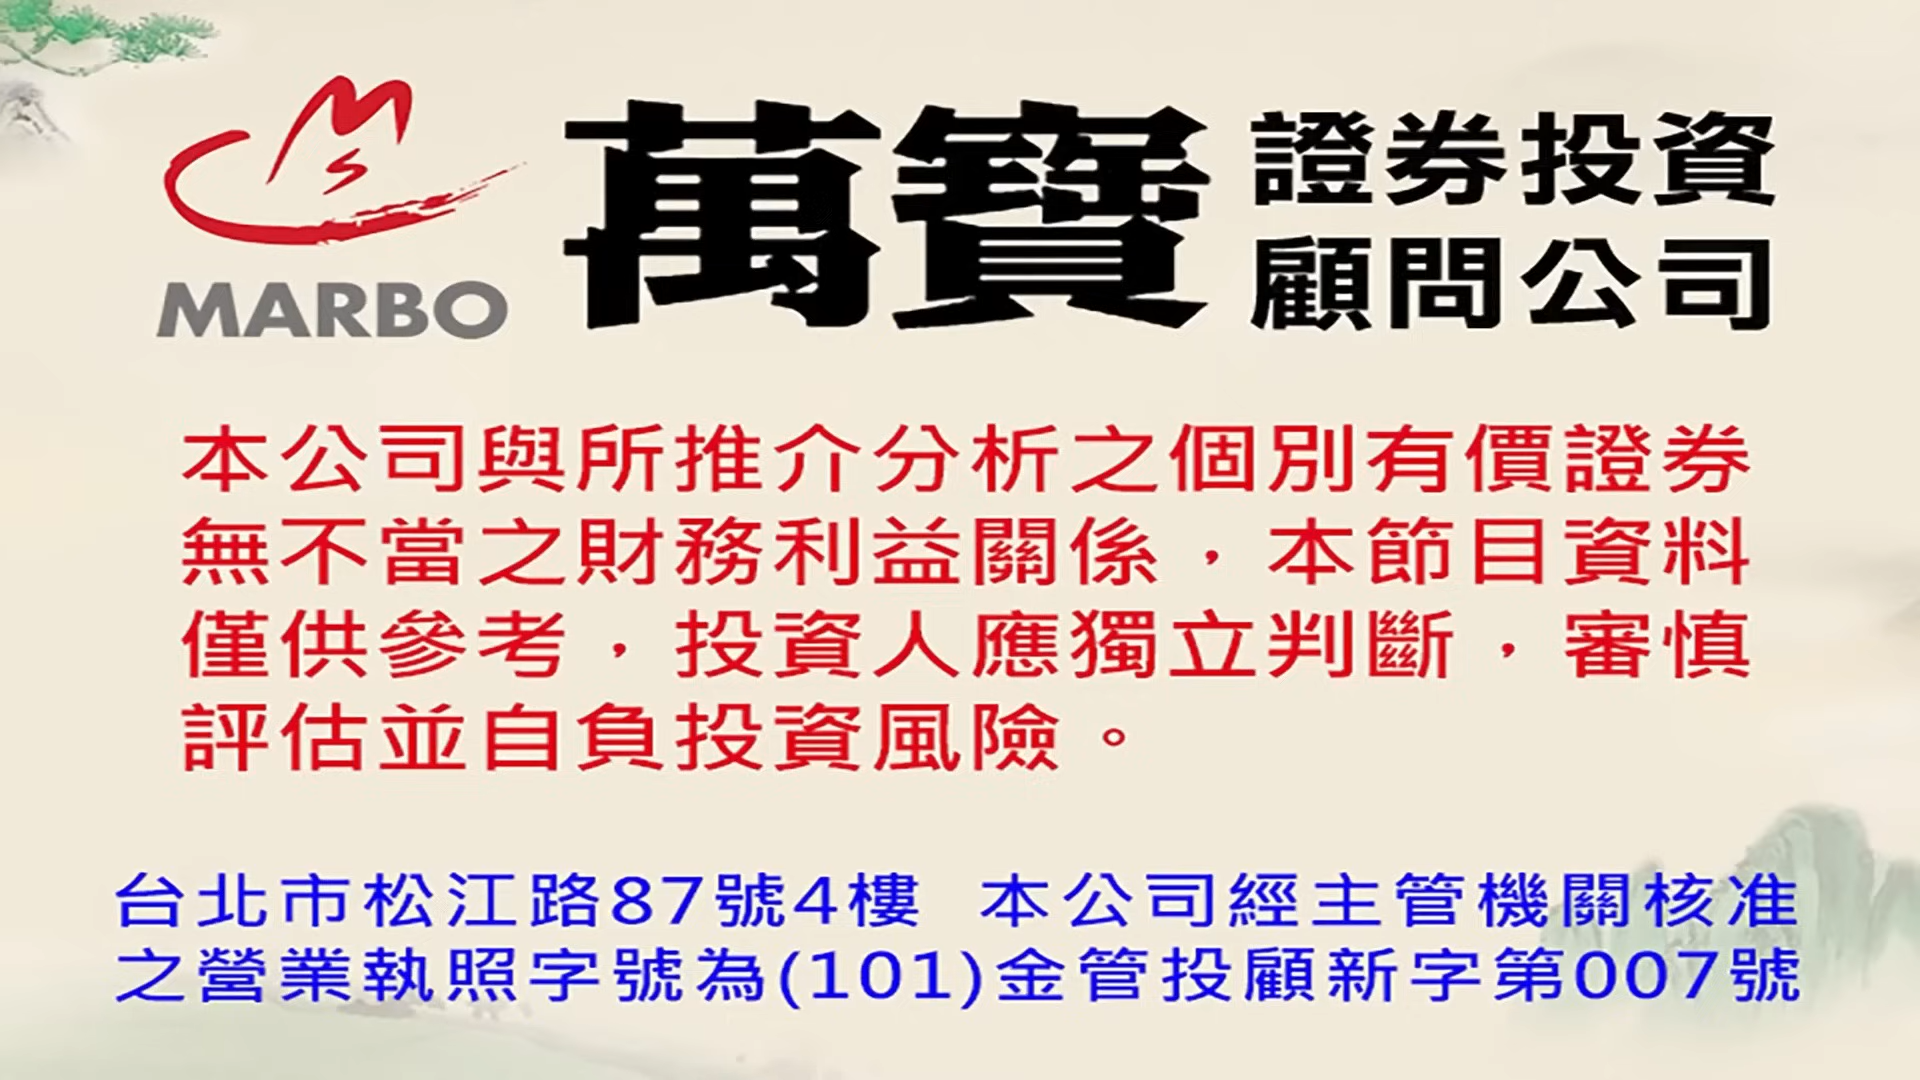 MARBO
萬寶
證券投資
顧問公司
本公司與所推介分析之個別有價證券
無不當之財務利益關係，本節目資料
僅供參考，投資人應獨立判斷，審慎
評估並自負投資風險。
台北市松江路87號4樓 本公司經主管機關核准
之營業執照字號為(101)金管投顧新字第007號